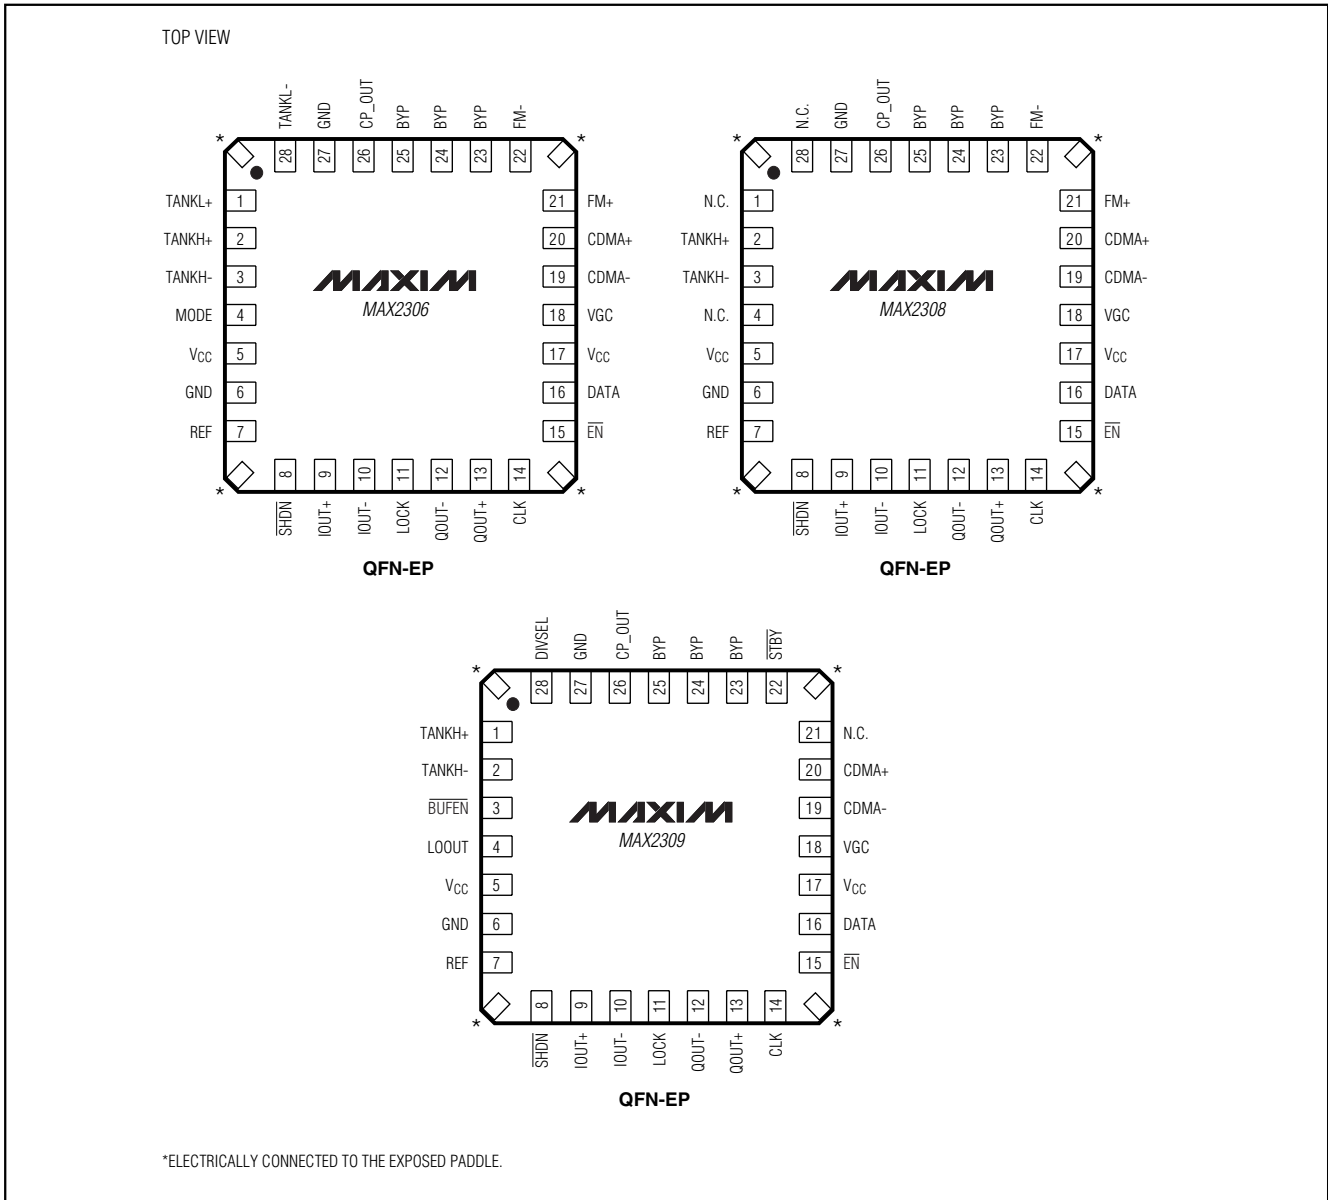 TOP VIEW
TANKL- GND CP_OUT BYP BYP BYP FM-
28 27 26 25 24 23 22
TANKL+ 1
TANKH+ 2
TANKH- 3
MODE 4
VCC 5
GND 6
REF 7
21 FM+
20 CDMA+
19 CDMA-
18 VGC
17 VCC
16 DATA
15 EN
MAXIM
MAX2306
8 9 10 11 12 13 14
SHDN IOUT+ IOUT- LOCK QOUT- QOUT+ CLK
QFN-EP
N.C. GND CP_OUT BYP BYP BYP FM-
28 27 26 25 24 23 22
N.C. 1
TANKH+ 2
TANKH- 3
N.C. 4
VCC 5
GND 6
REF 7
21 FM+
20 CDMA+
19 CDMA-
18 VGC
17 VCC
16 DATA
15 EN
MAXIM
MAX2308
8 9 10 11 12 13 14
SHDN IOUT+ IOUT- LOCK QOUT- QOUT+ CLK
QFN-EP
DIVSEL GND CP_OUT BYP BYP BYP STBY
28 27 26 25 24 23 22
TANKH+ 1
TANKH- 2
BUFEN 3
LOOUT 4
VCC 5
GND 6
REF 7
21 N.C.
20 CDMA+
19 CDMA-
18 VGC
17 VCC
16 DATA
15 EN
MAXIM
MAX2309
8 9 10 11 12 13 14
SHDN IOUT+ IOUT- LOCK QOUT- QOUT+ CLK
QFN-EP
*ELECTRICALLY CONNECTED TO THE EXPOSED PADDLE.